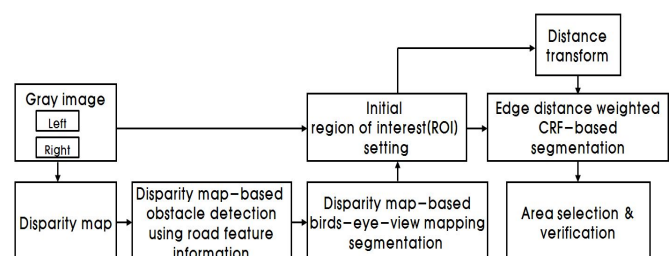 Distance
transform
Gray image
Left
Right
Initial
region of interest(ROI)
setting
Edge distance weighted
CRF-based
segmentation
Disparity map
Disparity map-based
obstacle detection
using road feature
information
Disparity map-based
birds-eye-view mapping
segmentation
Area selection &
verification